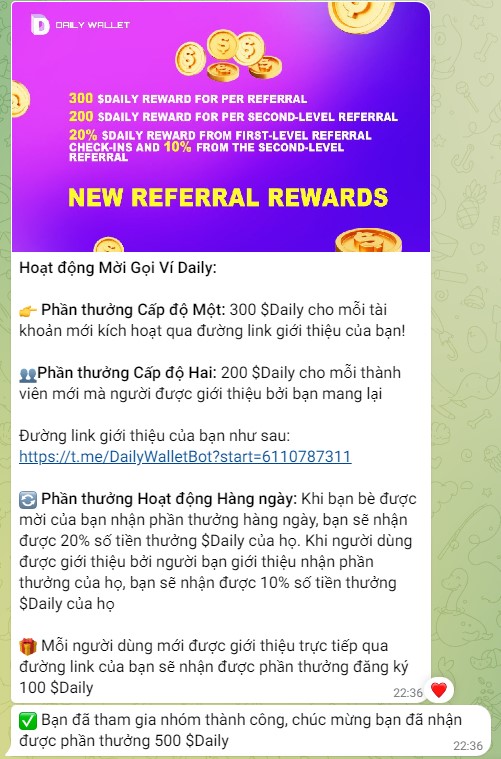 DAILY WALLET
300 $DAILY REWARD FOR PER REFERRAL
200 $DAILY REWARD FOR PER SECOND-LEVEL REFERRAL
20% $DAILY REWARD FROM FIRST-LEVEL REFERRAL
CHECK-INS AND 10% FROM THE SECOND-LEVEL
REFERRAL
NEW REFERRAL REWARDS
Hoạt động Mời Gọi Ví Daily:
👉 Phần thưởng Cấp độ Một: 300 $Daily cho mỗi tài
khoản mới kích hoạt qua đường link giới thiệu của bạn!
👥Phần thưởng Cấp độ Hai: 200 $Daily cho mỗi thành
viên mới mà người được giới thiệu bởi bạn mang lại
Đường link giới thiệu của bạn như sau:
https://t.me/DailyWalletBot?start=6110787311
🔄 Phần thưởng Hoạt động Hàng ngày: Khi bạn bè được
mời của bạn nhận phần thưởng hàng ngày, bạn sẽ nhận
được 20% số tiền thưởng $Daily của họ. Khi người dùng
được giới thiệu bởi người bạn giới thiệu nhận phần
thưởng của họ, bạn sẽ nhận được 10% số tiền thưởng
$Daily của họ
🎁 Mỗi người dùng mới được giới thiệu trực tiếp qua
đường link của bạn sẽ nhận được phần thưởng đăng ký
100 $Daily
22:36 ❤️
✅ Bạn đã tham gia nhóm thành công, chúc mừng bạn đã nhận
được phần thưởng 500 $Daily
22:36